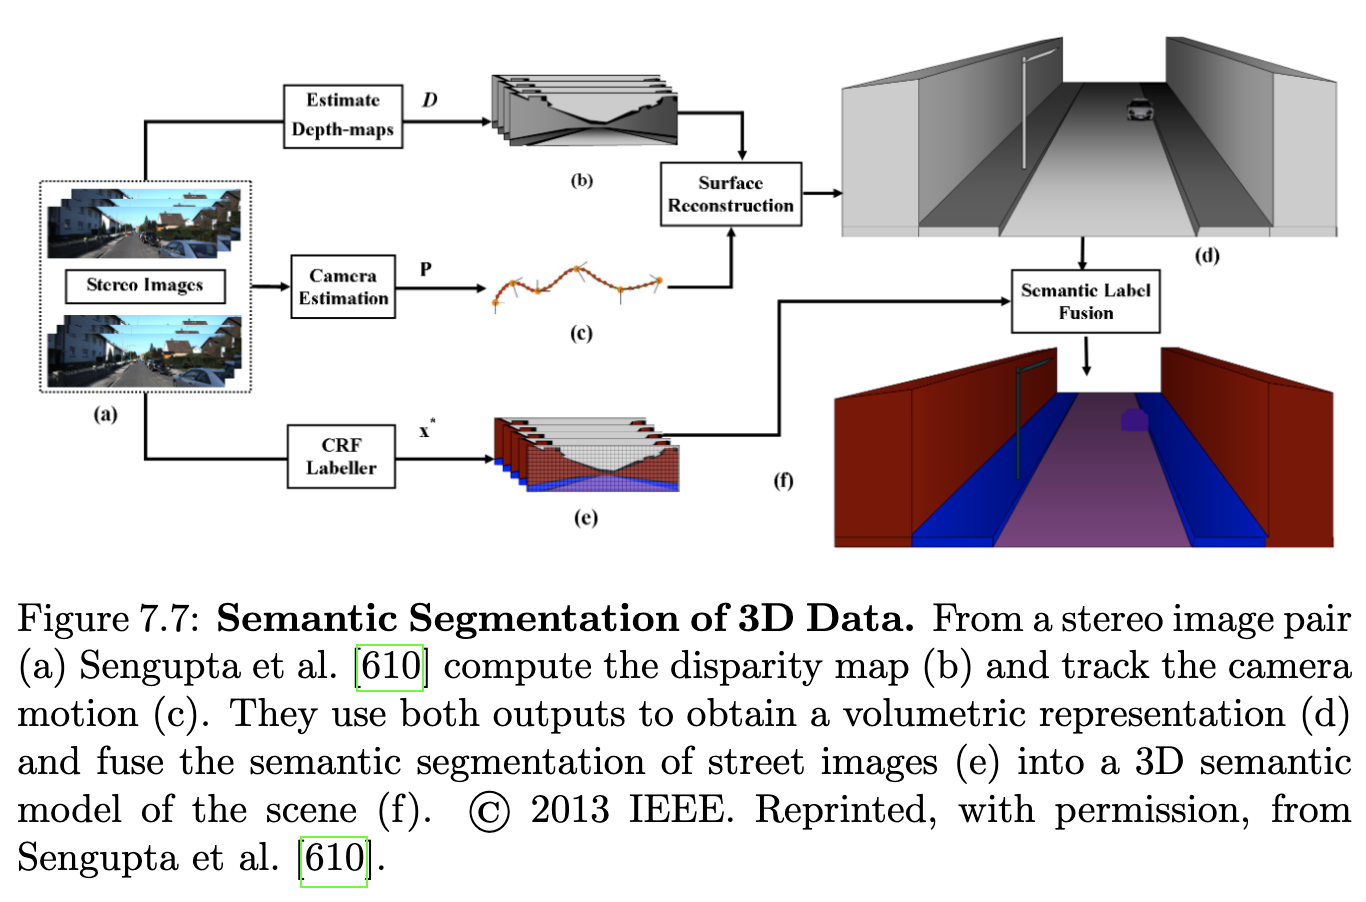 Estimate
Depth-maps
D
(b)
Surface
Reconstruction
(d)
Stereo Images
(a)
Camera
Estimation
P
(c)
Semantic Label
Fusion
CRF
Labeller
x*
(e)
(f)
Figure 7.7: Semantic Segmentation of 3D Data. From a stereo image pair
(a) Sengupta et al. [610] compute the disparity map (b) and track the camera
motion (c). They use both outputs to obtain a volumetric representation (d)
and fuse the semantic segmentation of street images (e) into a 3D semantic
model of the scene (f). © 2013 IEEE. Reprinted, with permission, from
Sengupta et al. [610].